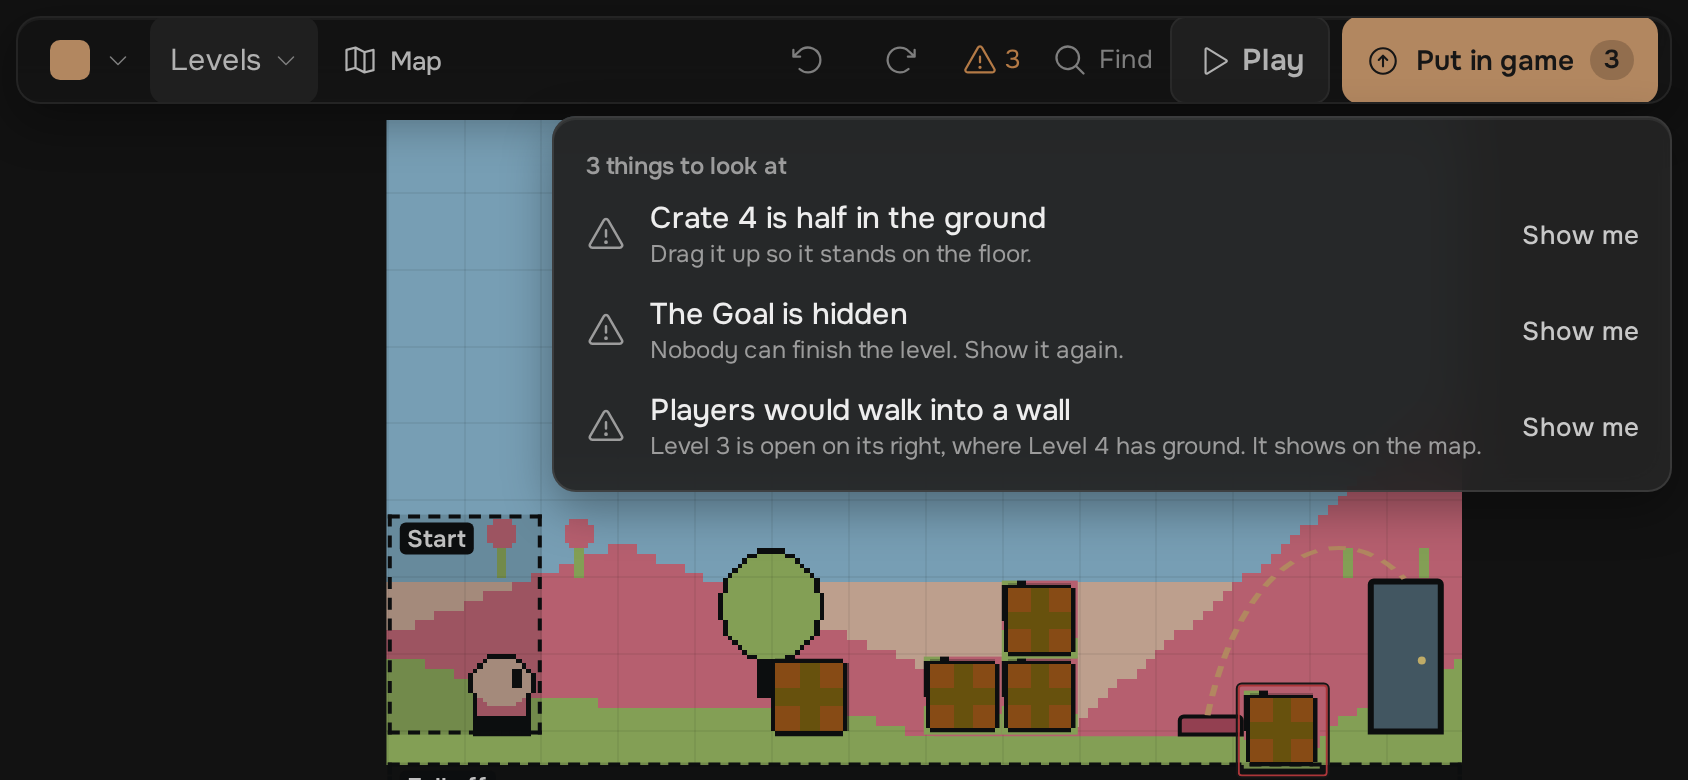 Levels
Map
3
Find
Play
Put in game 3
3 things to look at
Crate 4 is half in the ground
Drag it up so it stands on the floor.
Show me
The Goal is hidden
Nobody can finish the level. Show it again.
Show me
Players would walk into a wall
Level 3 is open on its right, where Level 4 has ground. It shows on the map.
Show me
Start